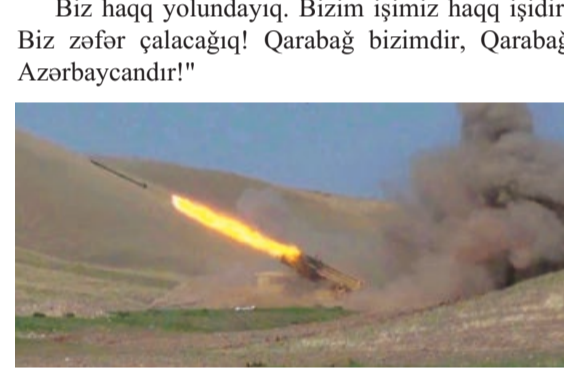 Biz haqq yolundayıq. Bizim işimiz haqq işidir
Biz zəfər çalacağıq! Qarabağ bizimdir, Qarabağ
Azərbaycandır!"